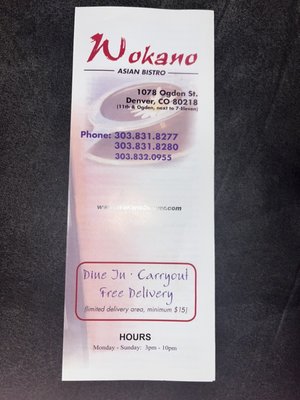 Wokano
ASIAN BISTRO
1078 Ogden St.
Denver, CO 80218
(11th & Ogden, next to 7-Eleven)
Phone: 303.831.8277
303.831.8280
303.832.0955
Dine In · Carryout
Free Delivery
(limited delivery area, minimum $15)
HOURS
Monday - Sunday: 3pm - 10pm